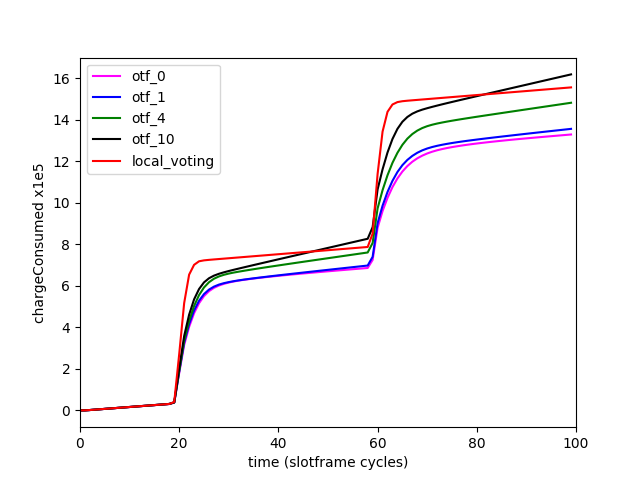 otf_0
otf_1
otf_4
otf_10
local_voting
chargeConsumed x1e5
16
14
12
10
8
6
4
2
0
0 20 40 60 80 100
time (slotframe cycles)